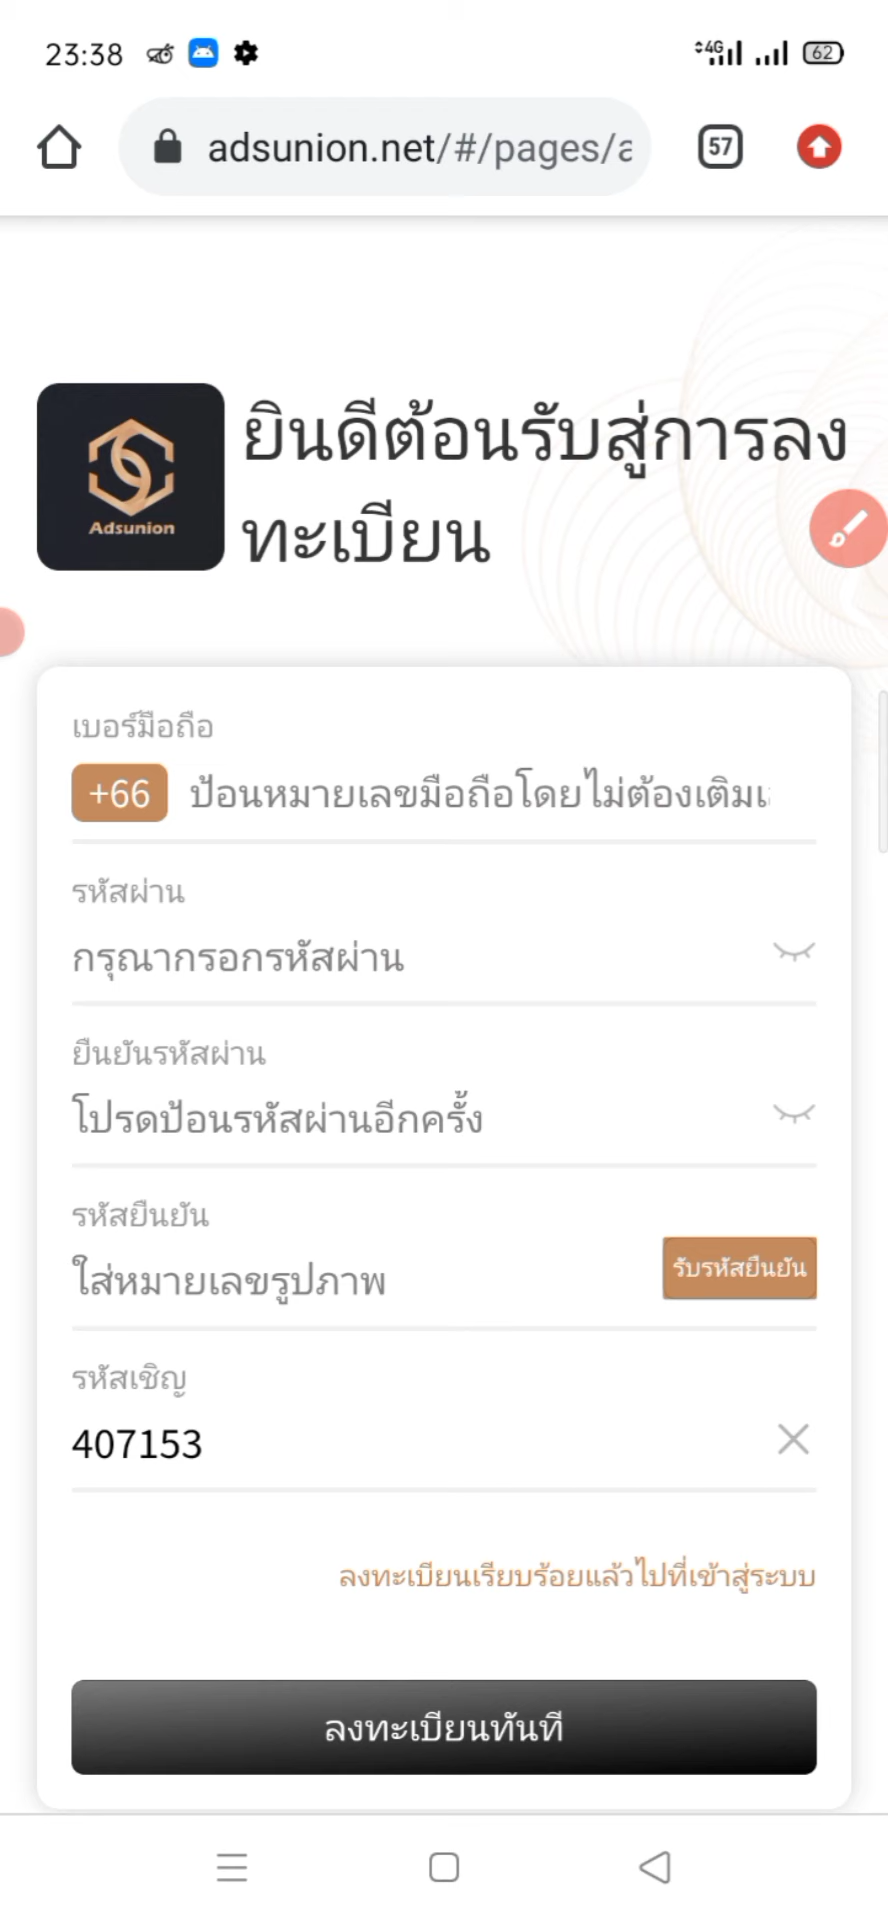 23:38
4G
62
adsunion.net/#/pages/a
57
Adsunion
ยินดีต้อนรับสู่การลง
ทะเบียน
เบอร์มือถือ
+66 ป้อนหมายเลขมือถือโดยไม่ต้องเติมเ
รหัสผ่าน
กรุณากรอกรหัสผ่าน
ยืนยันรหัสผ่าน
โปรดป้อนรหัสผ่านอีกครั้ง
รหัสยืนยัน
ใส่หมายเลขรูปภาพ
รับรหัสยืนยัน
รหัสเชิญ
407153
ลงทะเบียนเรียบร้อยแล้วไปที่เข้าสู่ระบบ
ลงทะเบียนทันที